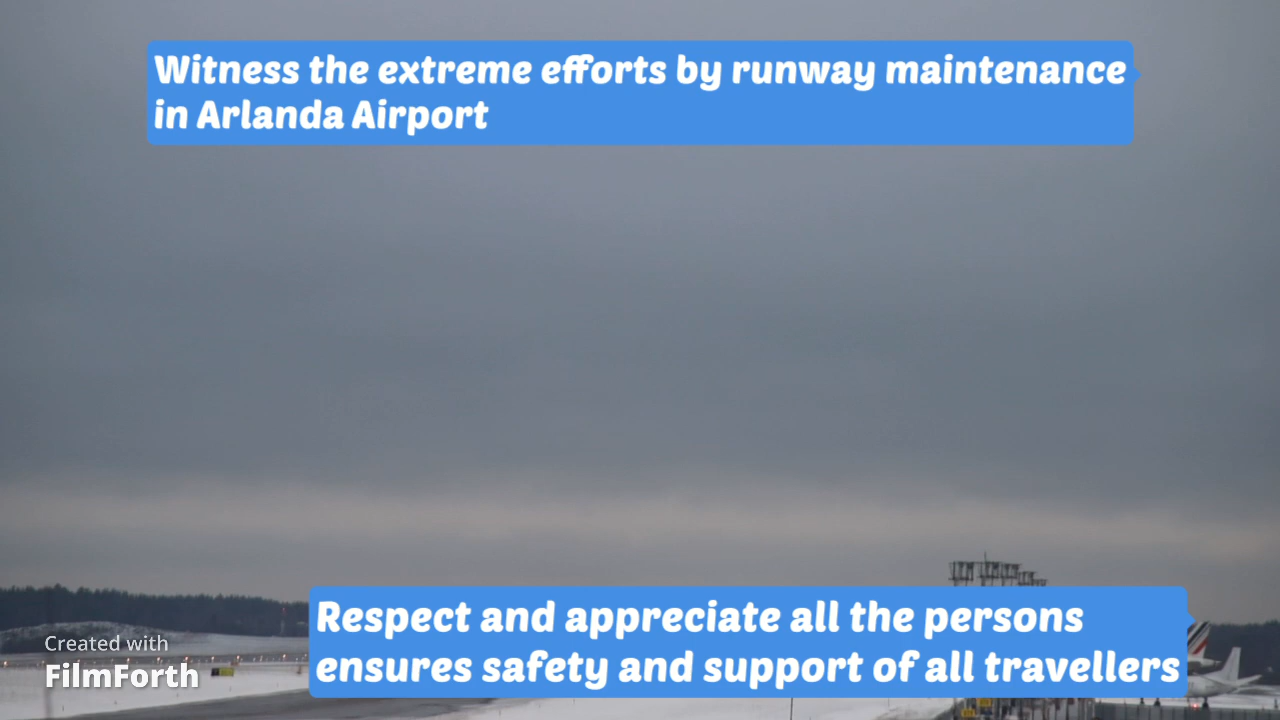 Witness the extreme efforts by runway maintenance
in Arlanda Airport
Respect and appreciate all the persons
ensures safety and support of all travellers
Created with
FilmForth